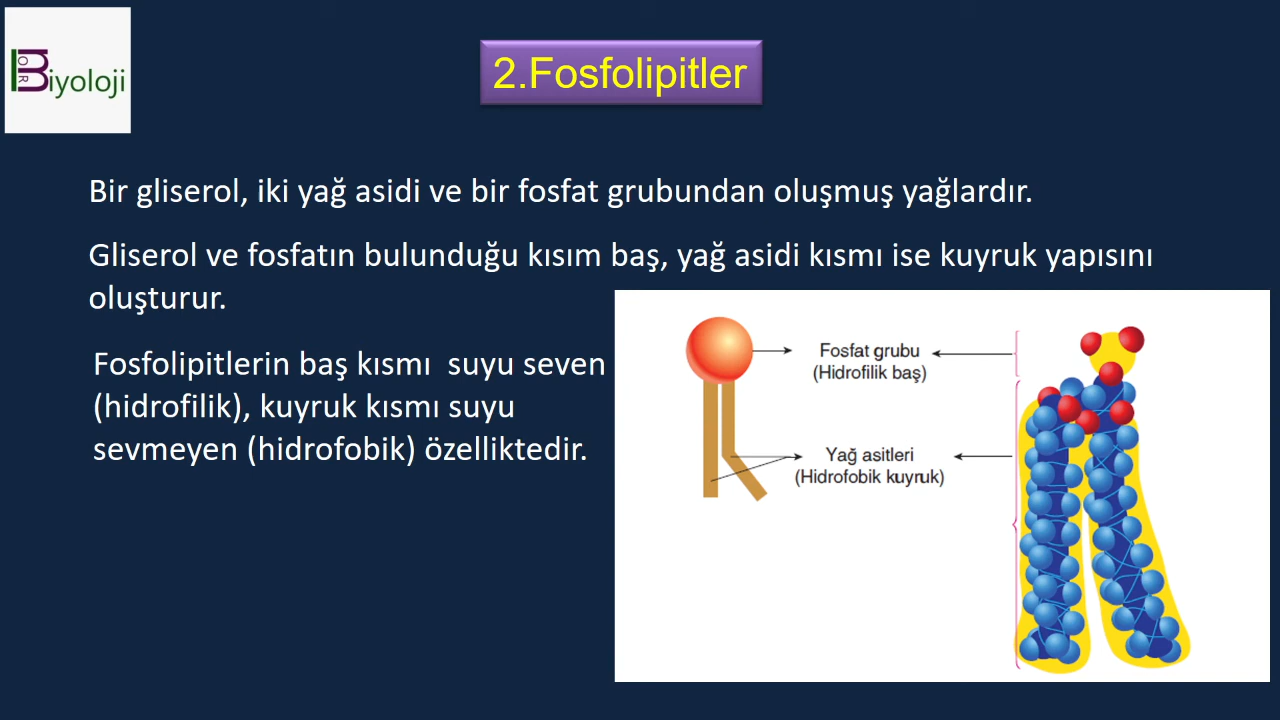 HOR
Biyoloji
2.Fosfolipitler
Bir gliserol, iki yağ asidi ve bir fosfat grubundan oluşmuş yağlardır.
Gliserol ve fosfatın bulunduğu kısım baş, yağ asidi kısmı ise kuyruk yapısını
oluşturur.
Fosfolipitlerin baş kısmı  suyu seven
(hidrofilik), kuyruk kısmı suyu
sevmeyen (hidrofobik) özelliktedir.
Fosfat grubu
(Hidrofilik baş)
Yağ asitleri
(Hidrofobik kuyruk)